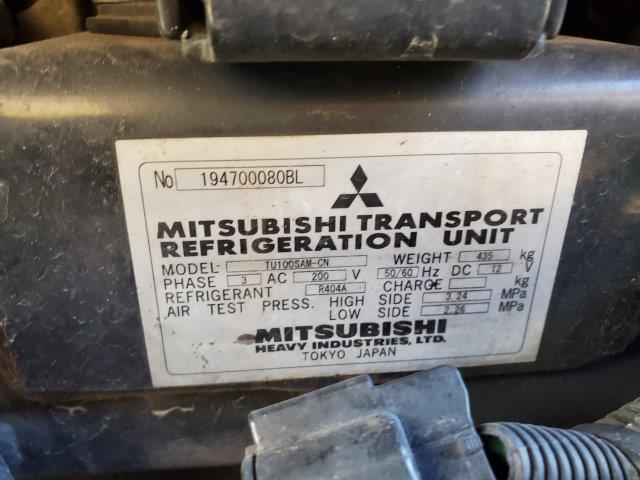 No 194700080BL
MITSUBISHI TRANSPORT
REFRIGERATION UNIT
MODEL TU100SAM-CN WEIGHT 435 kg
PHASE 3 AC 200 V 50/60 Hz DC 12 V
REFRIGERANT R404A CHARGE kg
AIR TEST PRESS. HIGH SIDE 3.24 MPa
LOW SIDE 2.26 MPa
MITSUBISHI
HEAVY INDUSTRIES, LTD.
TOKYO JAPAN